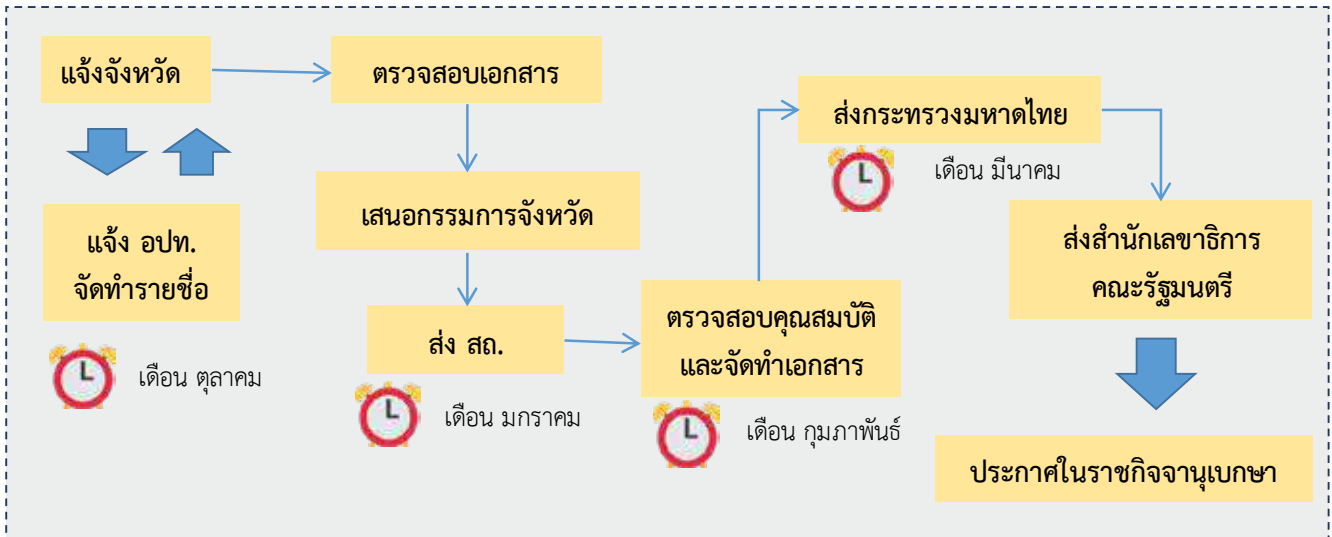 แจ้งจังหวัด
ตรวจสอบเอกสาร
ส่งกระทรวงมหาดไทย
เดือน มีนาคม
แจ้ง อปท.
จัดทำรายชื่อ
เดือน ตุลาคม
เสนอกรรมการจังหวัด
ส่ง สถ.
เดือน มกราคม
ตรวจสอบคุณสมบัติ
และจัดทำเอกสาร
เดือน กุมภาพันธ์
ส่งสำนักเลขาธิการ
คณะรัฐมนตรี
ประกาศในราชกิจจานุเบกษา